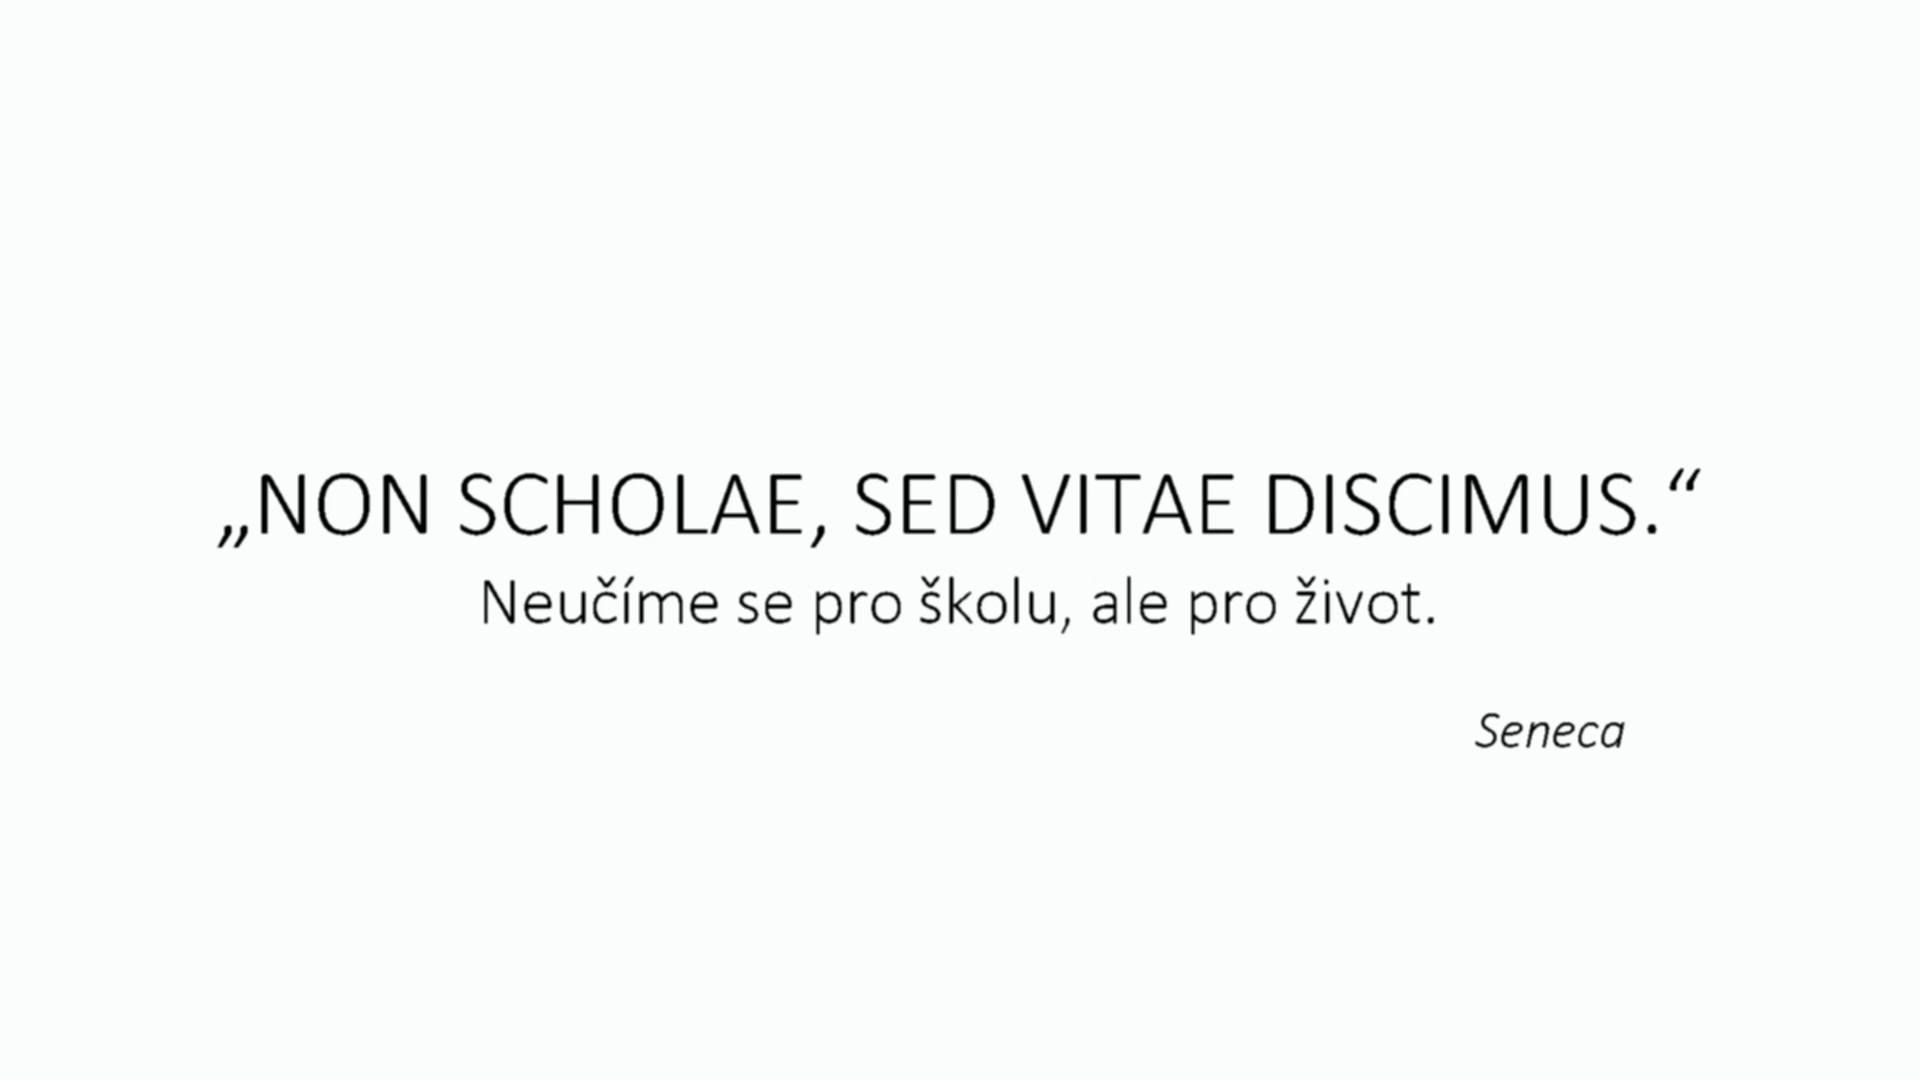 „NON SCHOLAE, SED VITAE DISCIMUS.“
Neučíme se pro školu, ale pro život.
Seneca